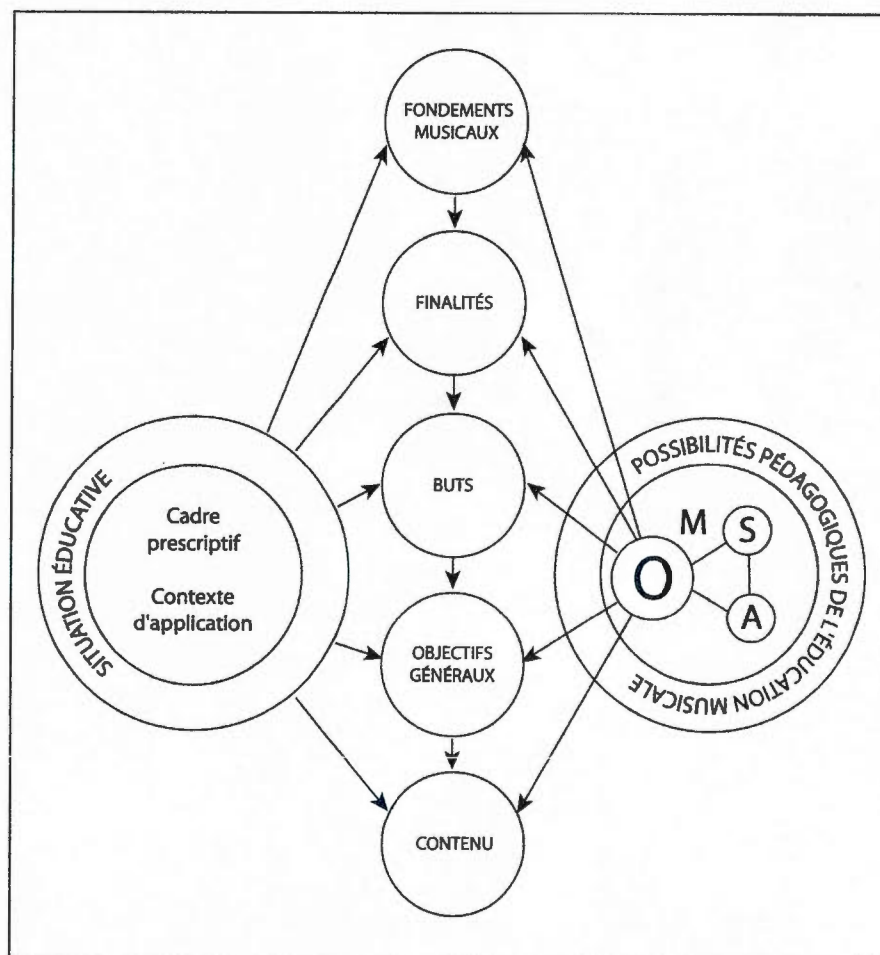 FONDEMENTS
MUSICAUX
FINALITÉS
BUTS
OBJECTIFS
GÉNÉRAUX
CONTENU
SITUATION ÉDUCATIVE
Cadre
prescriptif
Contexte
d'application
POSSIBILITÉS PÉDAGOGIQUES DE L'ÉDUCATION MUSICALE
M
S
O
A